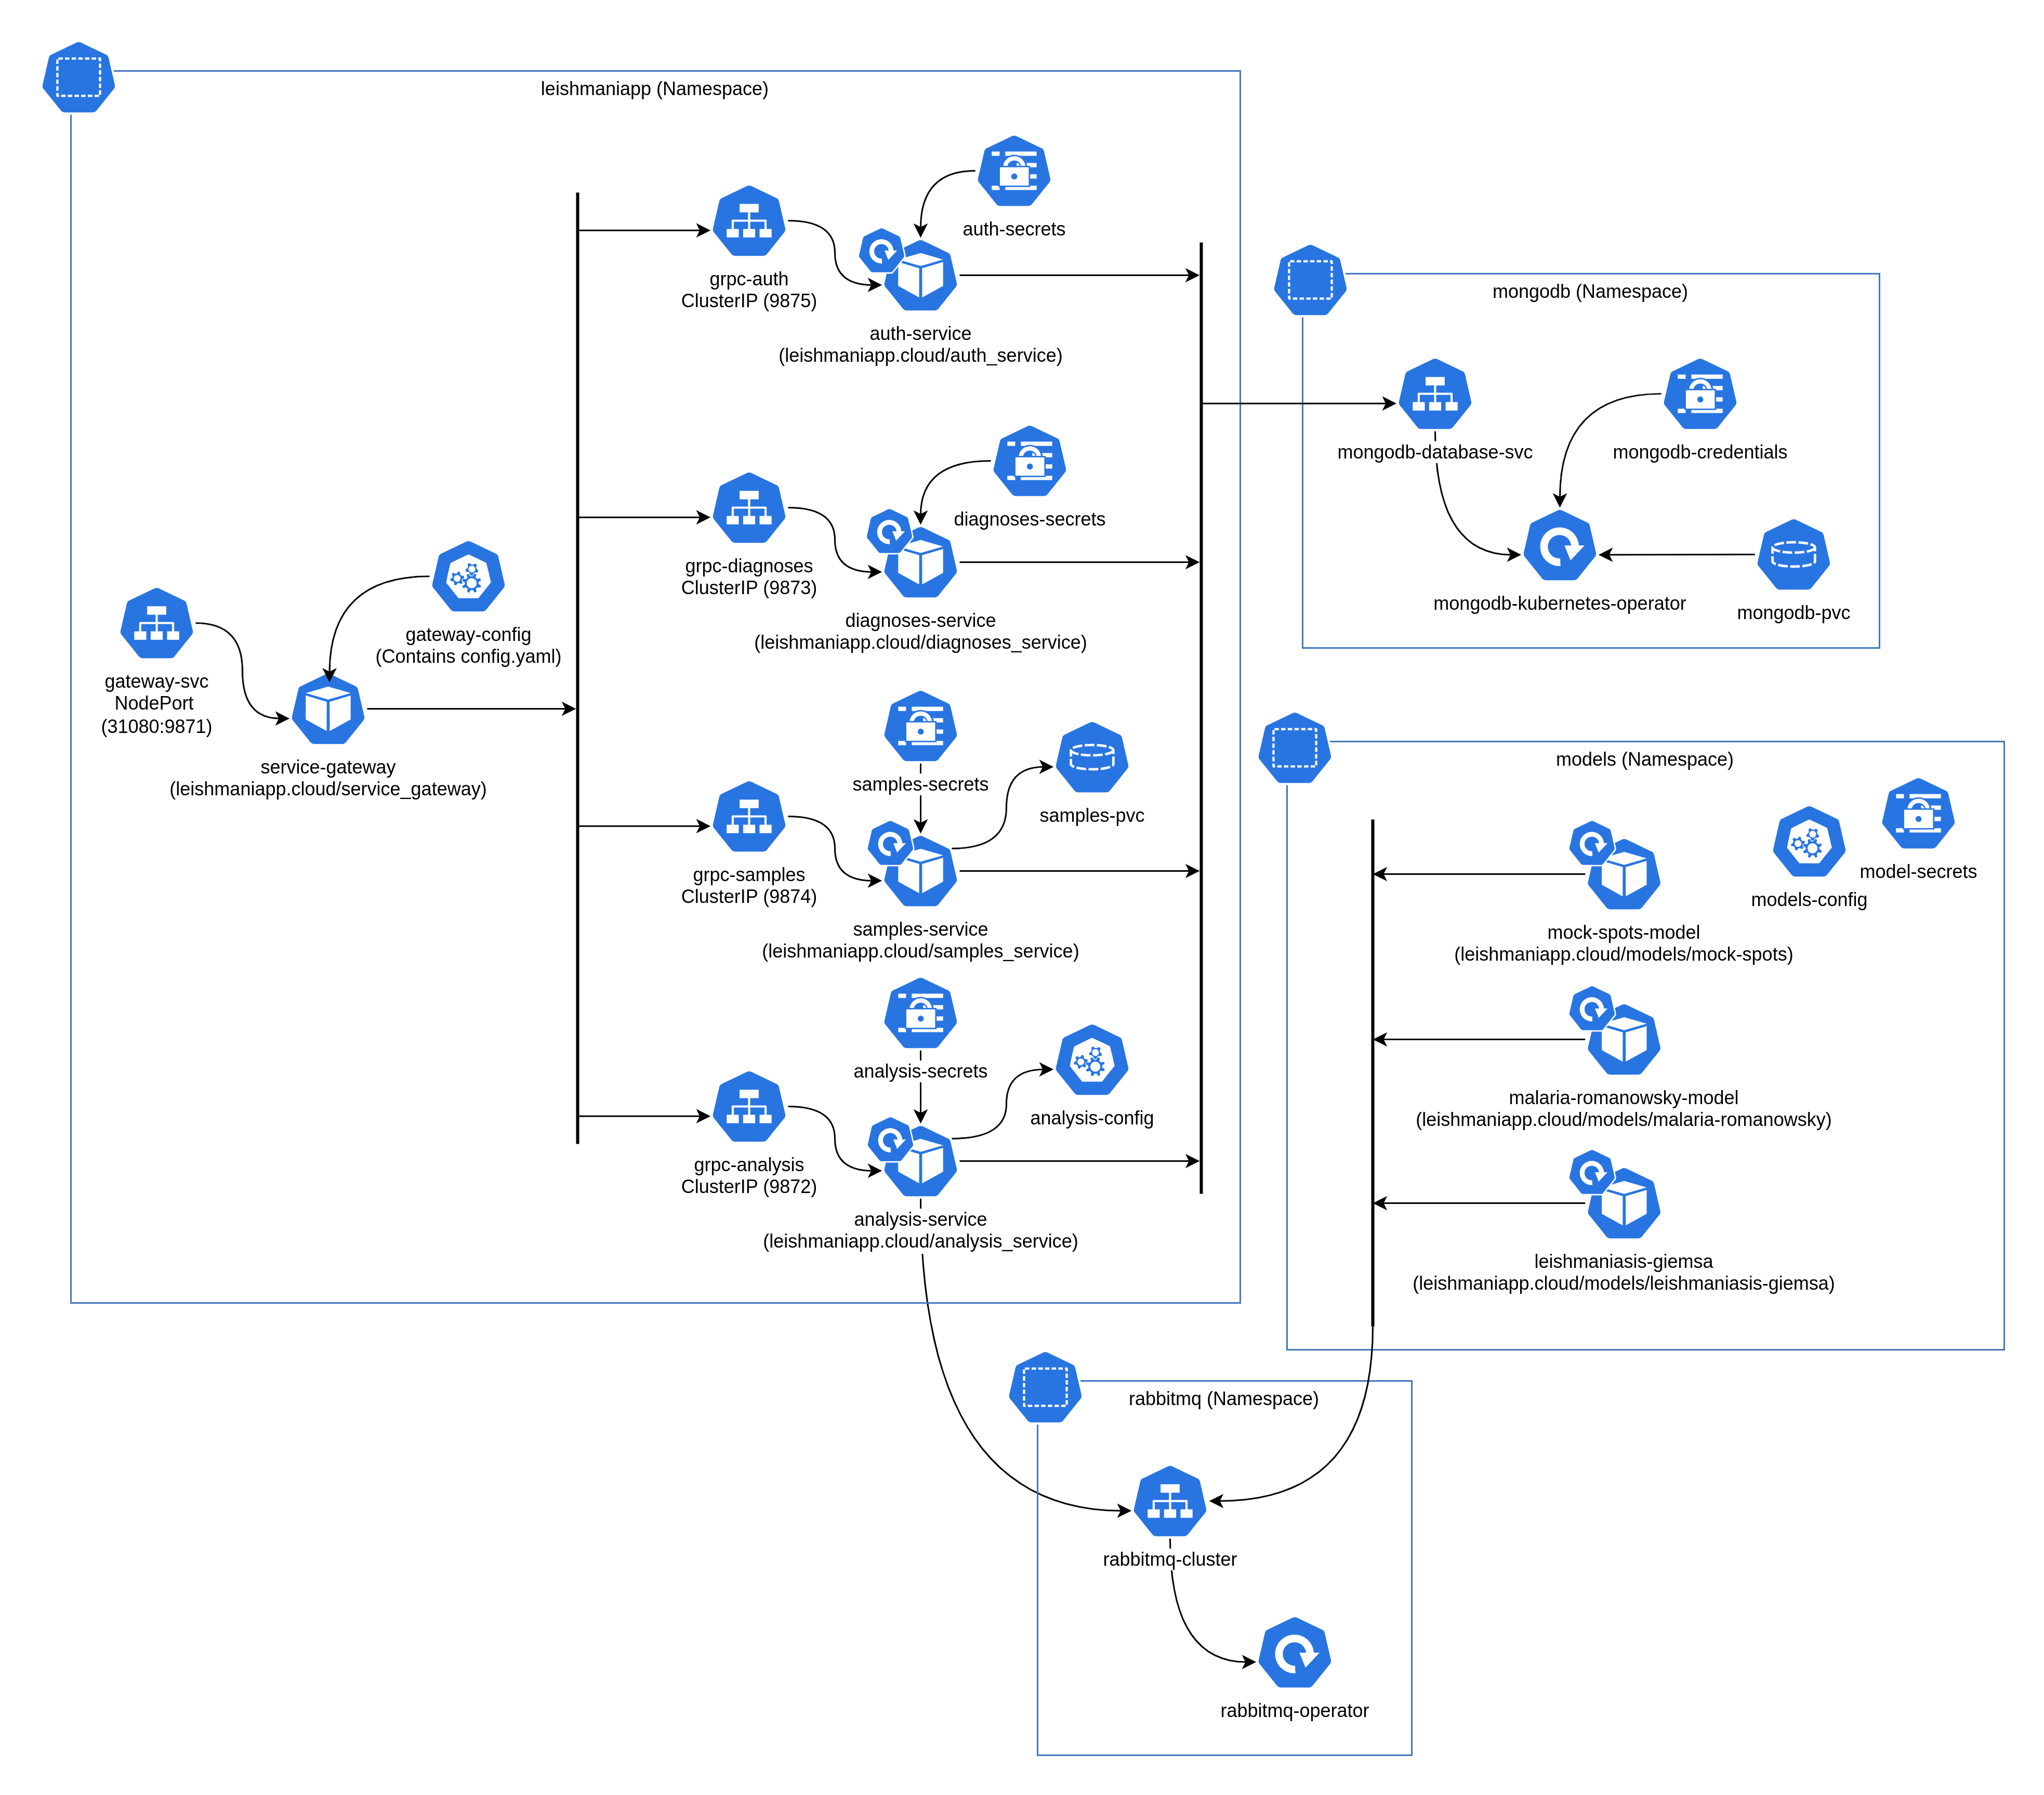 leishmaniapp (Namespace)
auth-secrets
grpc-auth
ClusterIP (9875)
auth-service
(leishmaniapp.cloud/auth_service)
diagnoses-secrets
grpc-diagnoses
ClusterIP (9873)
diagnoses-service
(leishmaniapp.cloud/diagnoses_service)
gateway-config
(Contains config.yaml)
gateway-svc
NodePort
(31080:9871)
service-gateway
(leishmaniapp.cloud/service_gateway)
samples-secrets
samples-pvc
grpc-samples
ClusterIP (9874)
samples-service
(leishmaniapp.cloud/samples_service)
analysis-secrets
analysis-config
grpc-analysis
ClusterIP (9872)
analysis-service
(leishmaniapp.cloud/analysis_service)
mongodb (Namespace)
mongodb-database-svc
mongodb-credentials
mongodb-kubernetes-operator
mongodb-pvc
models (Namespace)
model-secrets
models-config
mock-spots-model
(leishmaniapp.cloud/models/mock-spots)
malaria-romanowsky-model
(leishmaniapp.cloud/models/malaria-romanowsky)
leishmaniasis-giemsa
(leishmaniapp.cloud/models/leishmaniasis-giemsa)
rabbitmq (Namespace)
rabbitmq-cluster
rabbitmq-operator